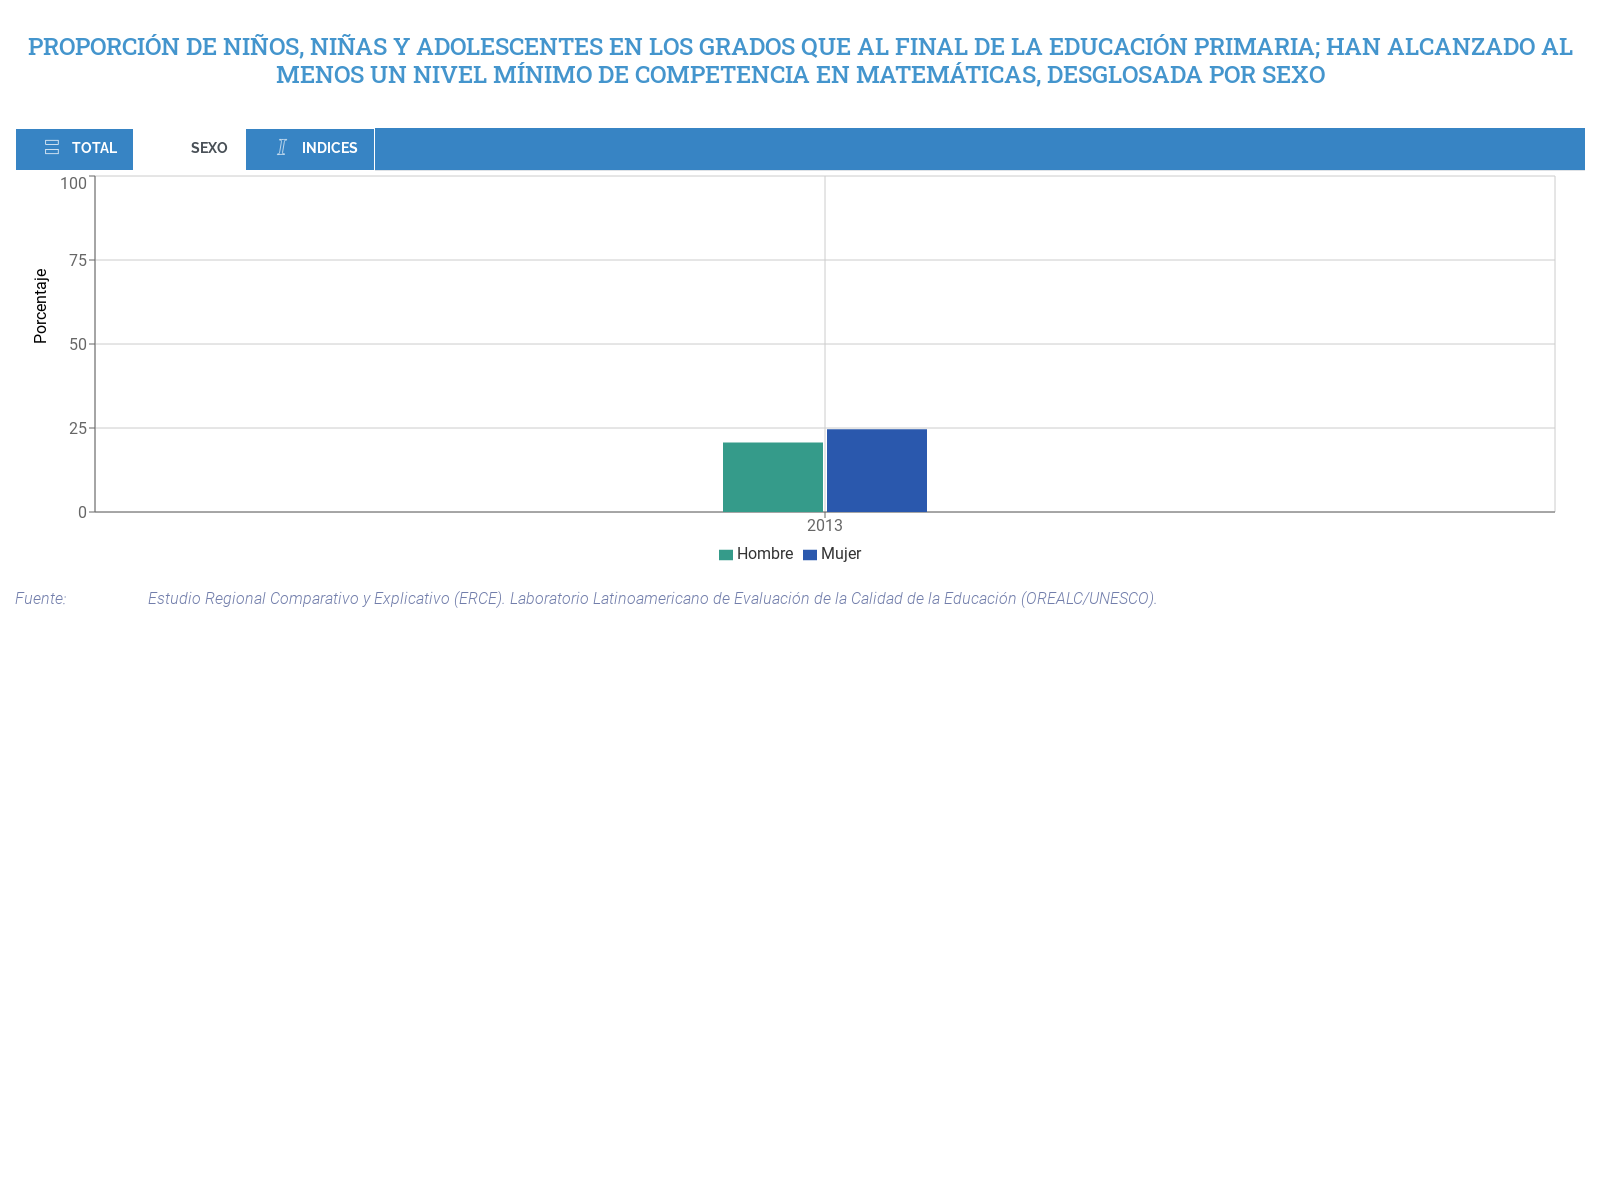 PROPORCIÓN DE NIÑOS, NIÑAS Y ADOLESCENTES EN LOS GRADOS QUE AL FINAL DE LA EDUCACIÓN PRIMARIA; HAN ALCANZADO AL
MENOS UN NIVEL MÍNIMO DE COMPETENCIA EN MATEMÁTICAS, DESGLOSADA POR SEXO
TOTAL SEXO INDICES
Porcentaje
100
75
50
25
0
2013
Hombre Mujer
Fuente: Estudio Regional Comparativo y Explicativo (ERCE). Laboratorio Latinoamericano de Evaluación de la Calidad de la Educación (OREALC/UNESCO).